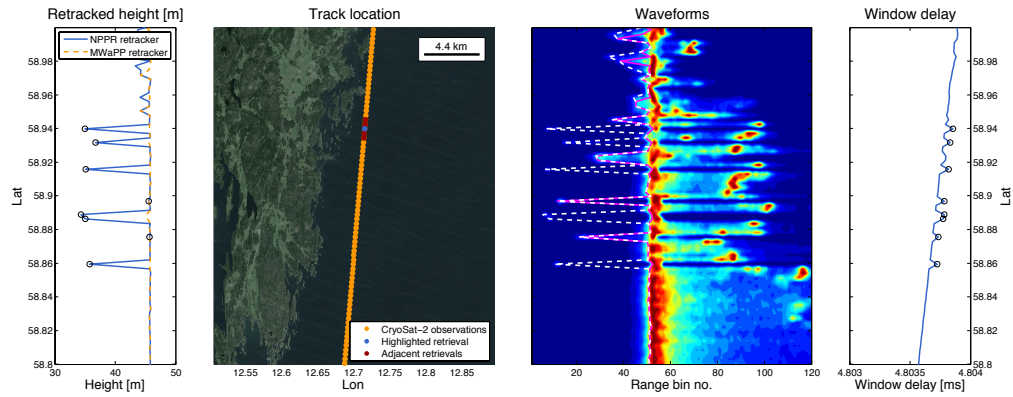 Retracked height [m]
NPPR retracker
MWaPP retracker
58.98
58.96
58.94
58.92
58.9
58.88
58.86
58.84
58.82
58.8
Lat
30
40
50
Height [m]
Track location
4.4 km
CryoSat-2 observations
Highlighted retrieval
Adjacent retrievals
12.55
12.6
12.65
12.7
12.75
12.8
12.85
Lon
Waveforms
20
40
60
80
100
120
Range bin no.
Window delay
4.803
4.8035
4.804
Window delay [ms]
58.98
58.96
58.94
58.92
58.9
58.88
58.86
58.84
58.82
58.8
Lat